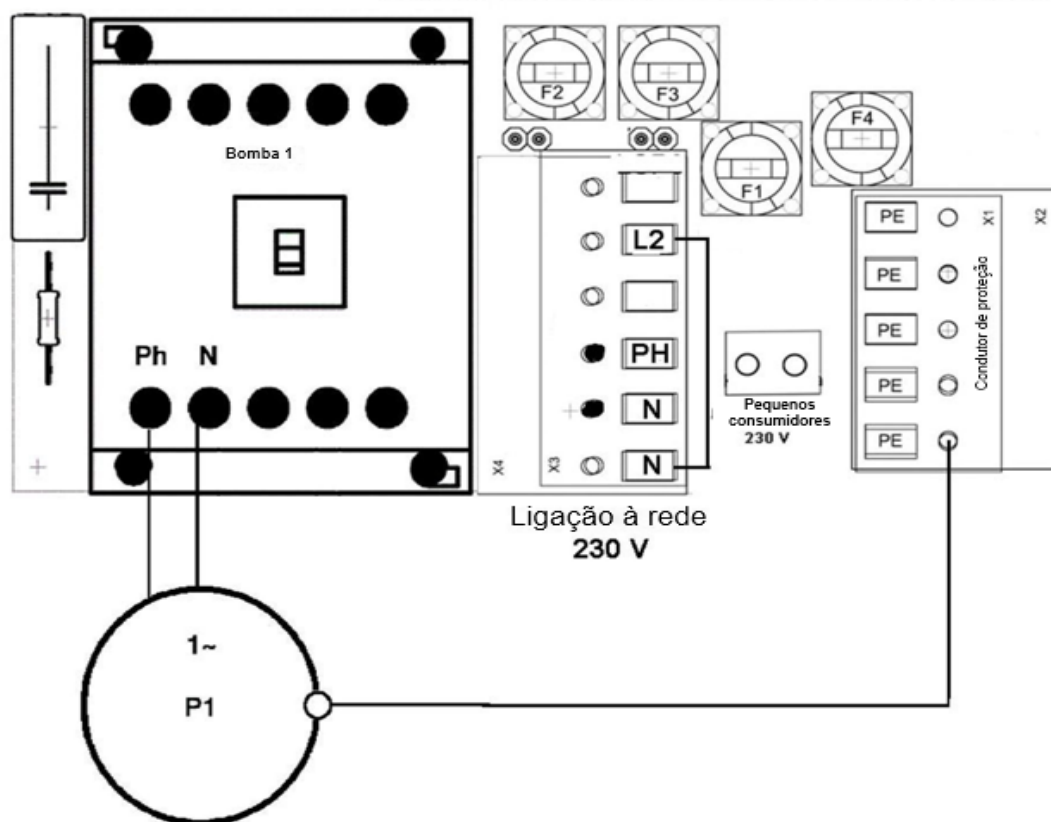 F2
F3
F4
F1
Bomba 1
L2
PH
N
N
Ph
N
X4
X3
Ligação à rede
230 V
Pequenos
consumidores
230 V
PE
PE
PE
PE
PE
X1
X2
Condutor de proteção
1~
P1